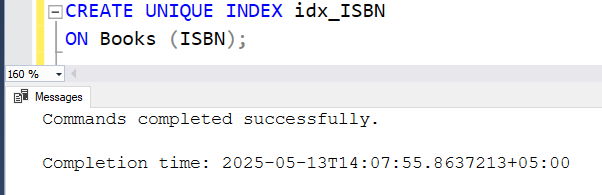 CREATE UNIQUE INDEX idx_ISBN
ON Books (ISBN);
160 %
Messages
Commands completed successfully.
Completion time: 2025-05-13T14:07:55.8637213+05:00